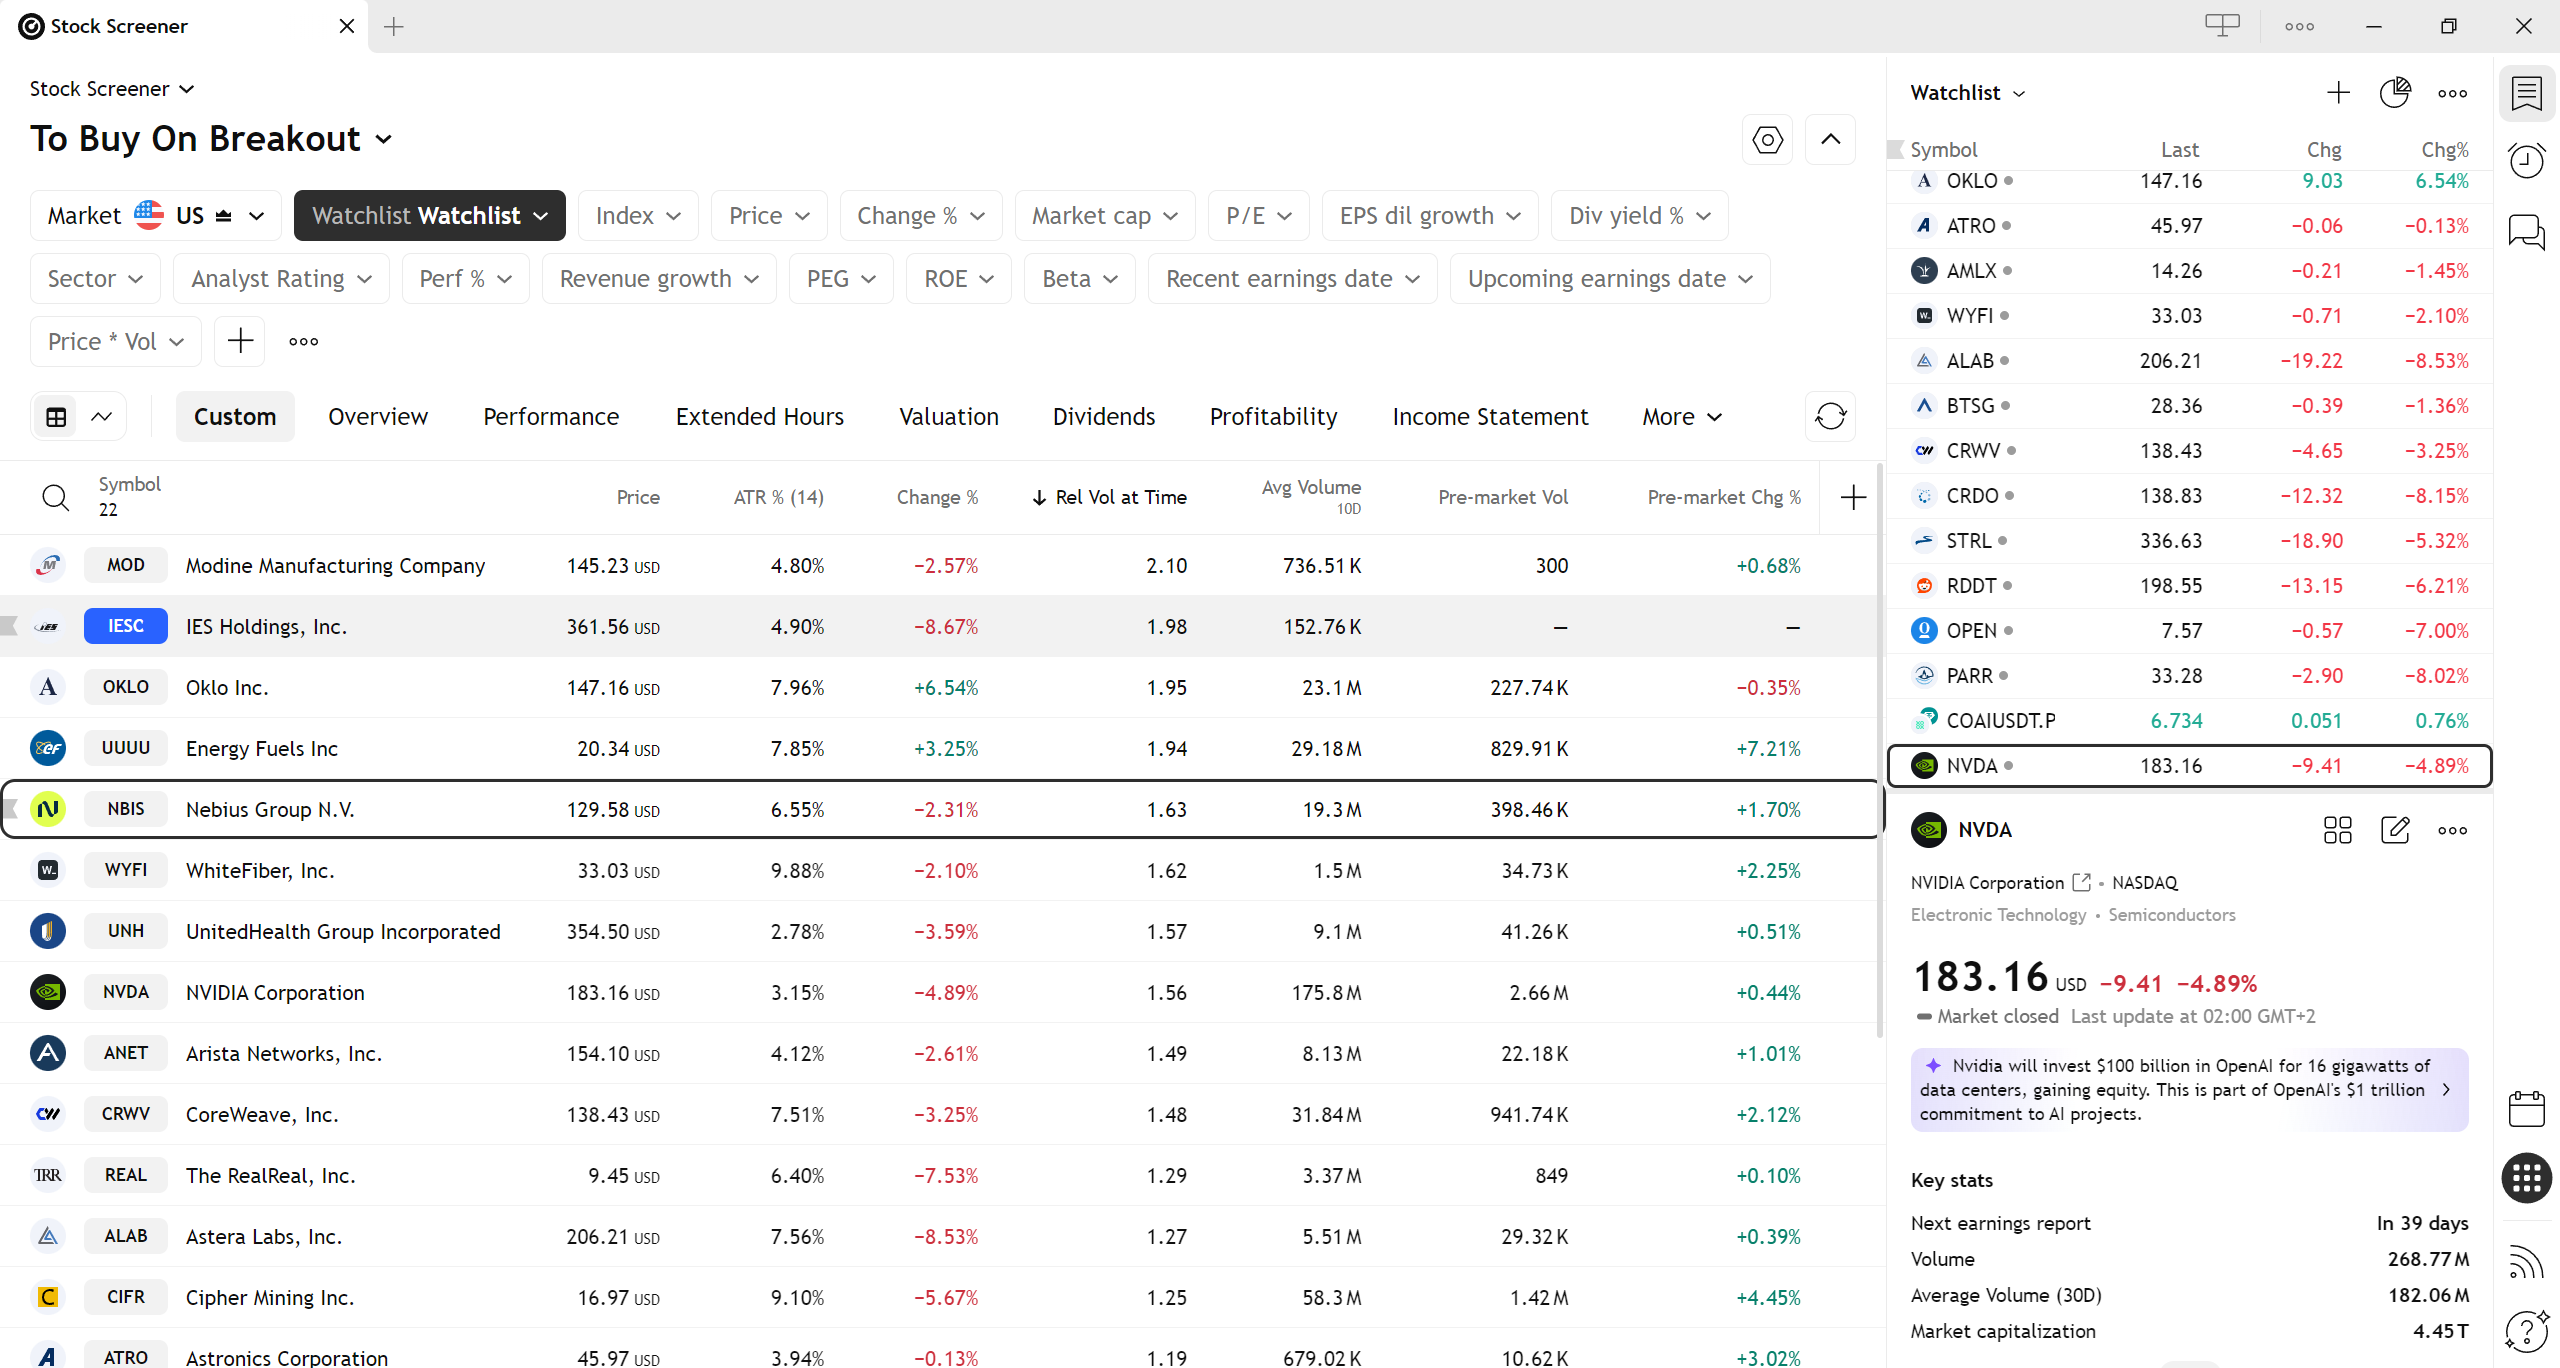 Stock Screener
Stock Screener
To Buy On Breakout
Market US Watchlist Watchlist Index Price Change % Market cap P/E EPS dil growth Div yield %
Sector Analyst Rating Perf % Revenue growth PEG ROE Beta Recent earnings date Upcoming earnings date
Price * Vol
Custom Overview Performance Extended Hours Valuation Dividends Profitability Income Statement More
Symbol 22 Price ATR % (14) Change % Rel Vol at Time Avg Volume 10D Pre-market Vol Pre-market Chg %
MOD Modine Manufacturing Company 145.23 USD 4.80% −2.57% 2.10 736.51 K 300 +0.68%
IES IESC IES Holdings, Inc. 361.56 USD 4.90% −8.67% 1.98 152.76 K — —
A OKLO Oklo Inc. 147.16 USD 7.96% +6.54% 1.95 23.1 M 227.74 K −0.35%
EF UUUU Energy Fuels Inc 20.34 USD 7.85% +3.25% 1.94 29.18 M 829.91 K +7.21%
N NBIS Nebius Group N.V. 129.58 USD 6.55% −2.31% 1.63 19.3 M 398.46 K +1.70%
W_ WYFI WhiteFiber, Inc. 33.03 USD 9.88% −2.10% 1.62 1.5 M 34.73 K +2.25%
UNH UnitedHealth Group Incorporated 354.50 USD 2.78% −3.59% 1.57 9.1 M 41.26 K +0.51%
NVDA NVIDIA Corporation 183.16 USD 3.15% −4.89% 1.56 175.8 M 2.66 M +0.44%
ANET Arista Networks, Inc. 154.10 USD 4.12% −2.61% 1.49 8.13 M 22.18 K +1.01%
CW CRWV CoreWeave, Inc. 138.43 USD 7.51% −3.25% 1.48 31.84 M 941.74 K +2.12%
TRR REAL The RealReal, Inc. 9.45 USD 6.40% −7.53% 1.29 3.37 M 849 +0.10%
ALAB Astera Labs, Inc. 206.21 USD 7.56% −8.53% 1.27 5.51 M 29.32 K +0.39%
C CIFR Cipher Mining Inc. 16.97 USD 9.10% −5.67% 1.25 58.3 M 1.42 M +4.45%
A ATRO Astronics Corporation 45.97 USD 3.94% −0.13% 1.19 679.02 K 10.62 K +3.02%
Watchlist
Symbol Last Chg Chg%
A OKLO 147.16 9.03 6.54%
A ATRO 45.97 −0.06 −0.13%
AMLX 14.26 −0.21 −1.45%
W_ WYFI 33.03 −0.71 −2.10%
ALAB 206.21 −19.22 −8.53%
BTSG 28.36 −0.39 −1.36%
CW CRWV 138.43 −4.65 −3.25%
CRDO 138.83 −12.32 −8.15%
STRL 336.63 −18.90 −5.32%
RDDT 198.55 −13.15 −6.21%
OPEN 7.57 −0.57 −7.00%
PARR 33.28 −2.90 −8.02%
COAIUSDT.P 6.734 0.051 0.76%
NVDA 183.16 −9.41 −4.89%
NVDA
NVIDIA Corporation • NASDAQ
Electronic Technology • Semiconductors
183.16 USD −9.41 −4.89%
Market closed Last update at 02:00 GMT+2
Nvidia will invest $100 billion in OpenAI for 16 gigawatts of
data centers, gaining equity. This is part of OpenAI's $1 trillion
commitment to AI projects.
Key stats
Next earnings report In 39 days
Volume 268.77 M
Average Volume (30D) 182.06 M
Market capitalization 4.45 T